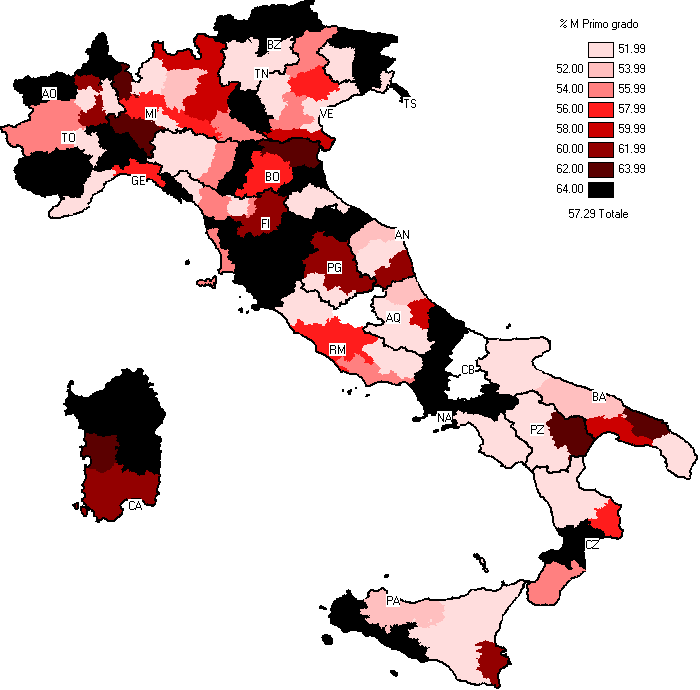 % M Primo grado
51.99
52.00 53.99
54.00 55.99
56.00 57.99
58.00 59.99
60.00 61.99
62.00 63.99
64.00
57.29 Totale
BZ
TN
AO
TS
MI
VE
TO
GE
BO
FI
AN
PG
AQ
RM
CB
BA
NA
PZ
CA
CZ
PA